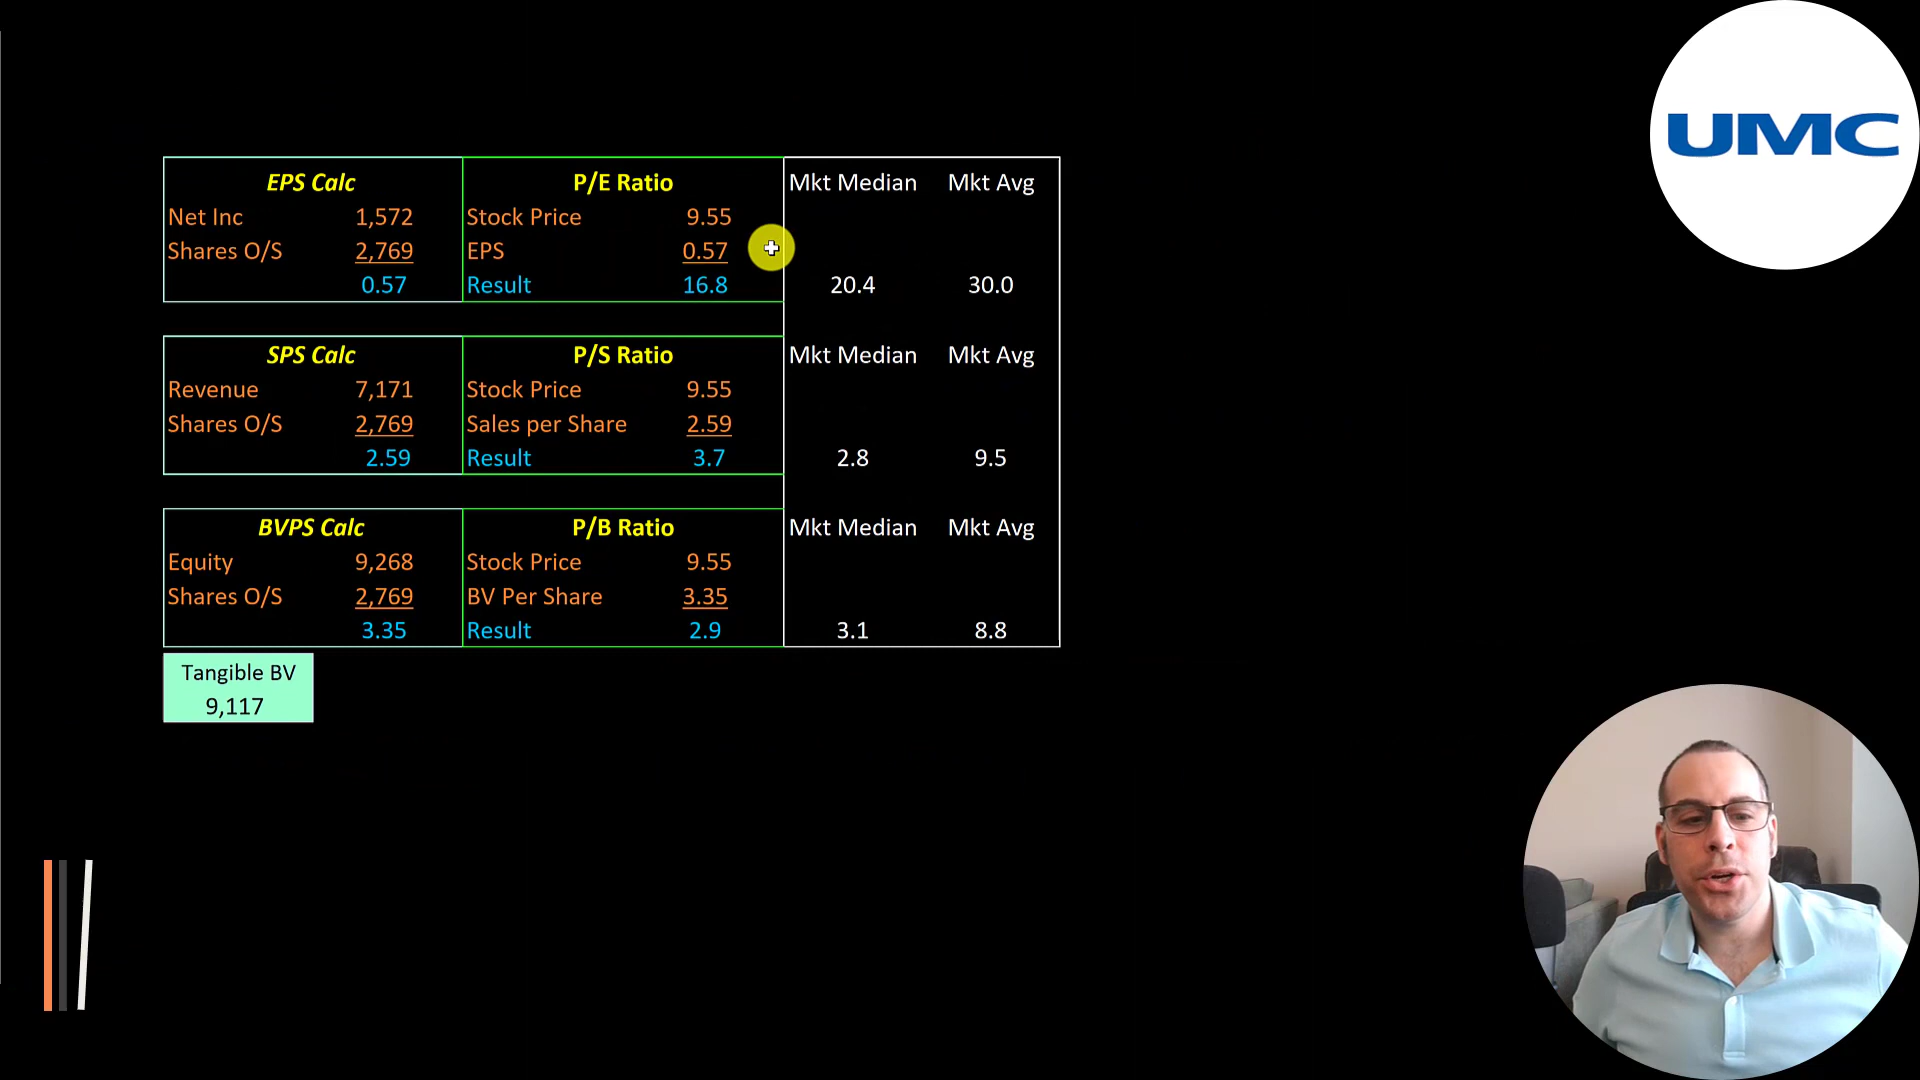 UMC
EPS Calc P/E Ratio Mkt Median Mkt Avg
Net Inc 1,572 Stock Price 9.55
Shares O/S 2,769 EPS 0.57
0.57 Result 16.8 20.4 30.0
SPS Calc P/S Ratio Mkt Median Mkt Avg
Revenue 7,171 Stock Price 9.55
Shares O/S 2,769 Sales per Share 2.59
2.59 Result 3.7 2.8 9.5
BVPS Calc P/B Ratio Mkt Median Mkt Avg
Equity 9,268 Stock Price 9.55
Shares O/S 2,769 BV Per Share 3.35
3.35 Result 2.9 3.1 8.8
Tangible BV
9,117